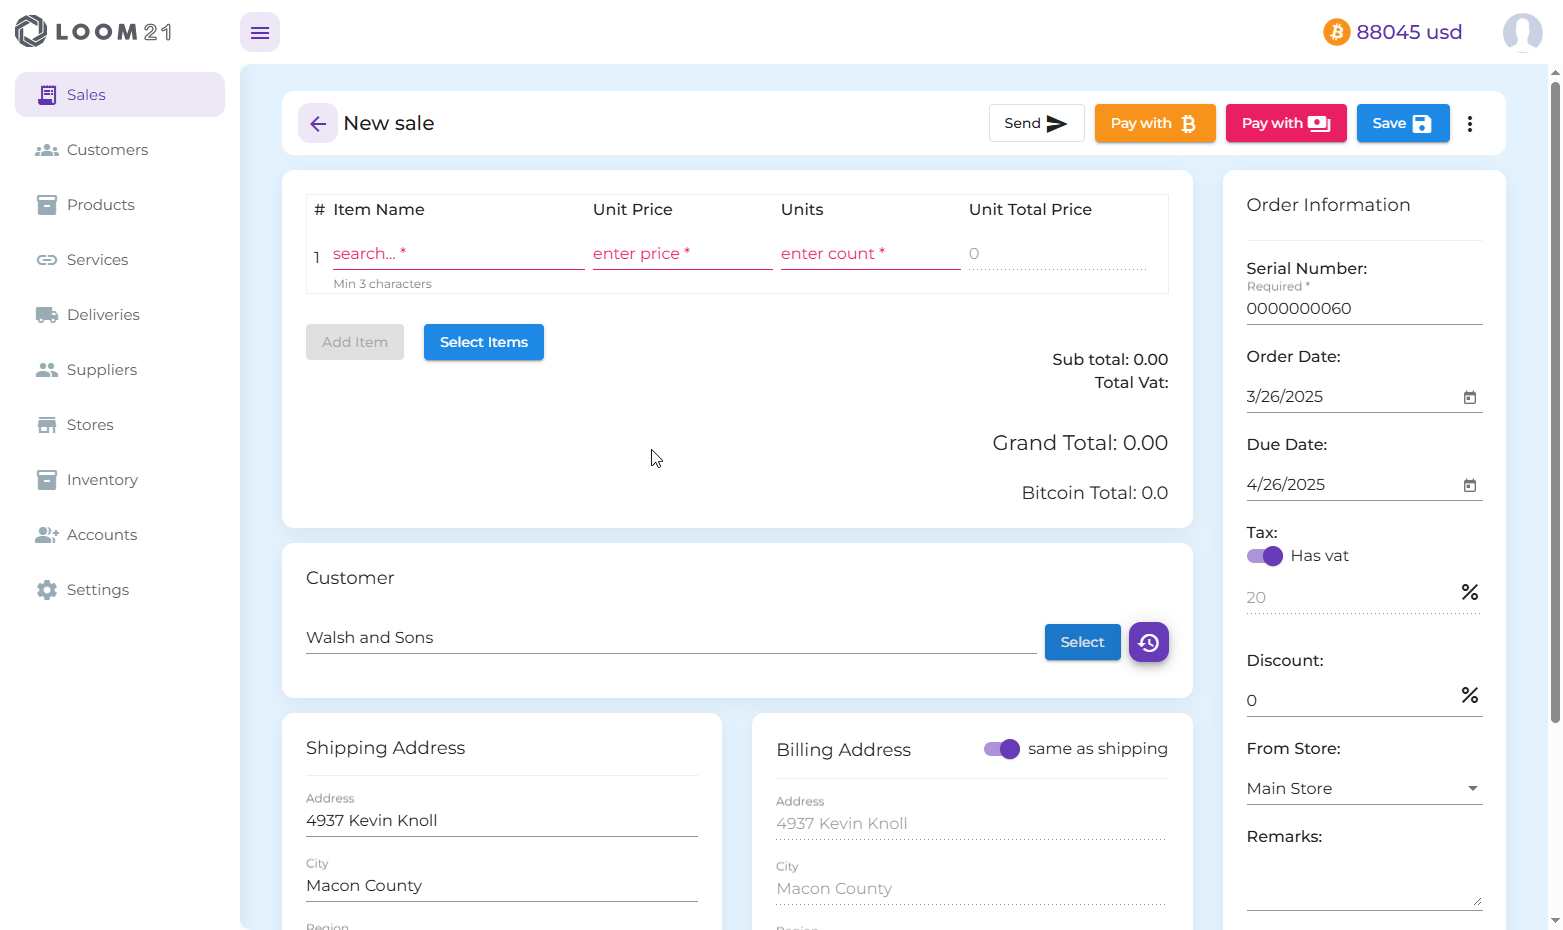 LOOM 21
88045 usd
Sales
Customers
Products
Services
Deliveries
Suppliers
Stores
Inventory
Accounts
Settings
New sale
Send
Pay with
Pay with
Save
# Item Name Unit Price Units Unit Total Price
1 search... * enter price * enter count * 0
Min 3 characters
Add Item Select Items
Sub total: 0.00
Total Vat:
Grand Total: 0.00
Bitcoin Total: 0.0
Customer
Walsh and Sons
Select
Shipping Address
Address
4937 Kevin Knoll
City
Macon County
Region
Billing Address
same as shipping
Address
4937 Kevin Knoll
City
Macon County
Region
Order Information
Serial Number:
Required *
0000000060
Order Date:
3/26/2025
Due Date:
4/26/2025
Tax:
Has vat
20 %
Discount:
0 %
From Store:
Main Store
Remarks: